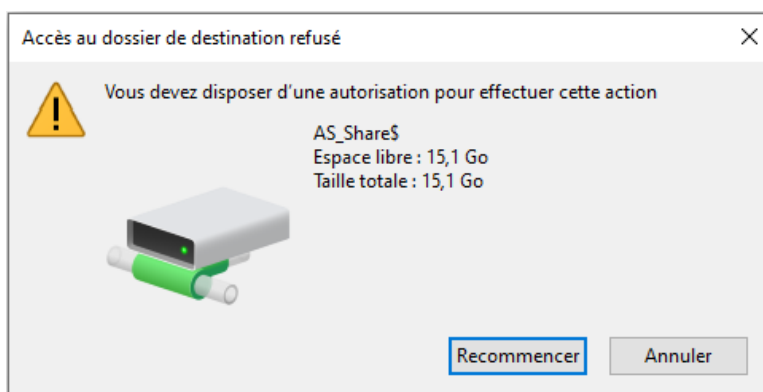 Accès au dossier de destination refusé
Vous devez disposer d'une autorisation pour effectuer cette action
AS_Share$
Espace libre : 15,1 Go
Taille totale : 15,1 Go
Recommencer
Annuler